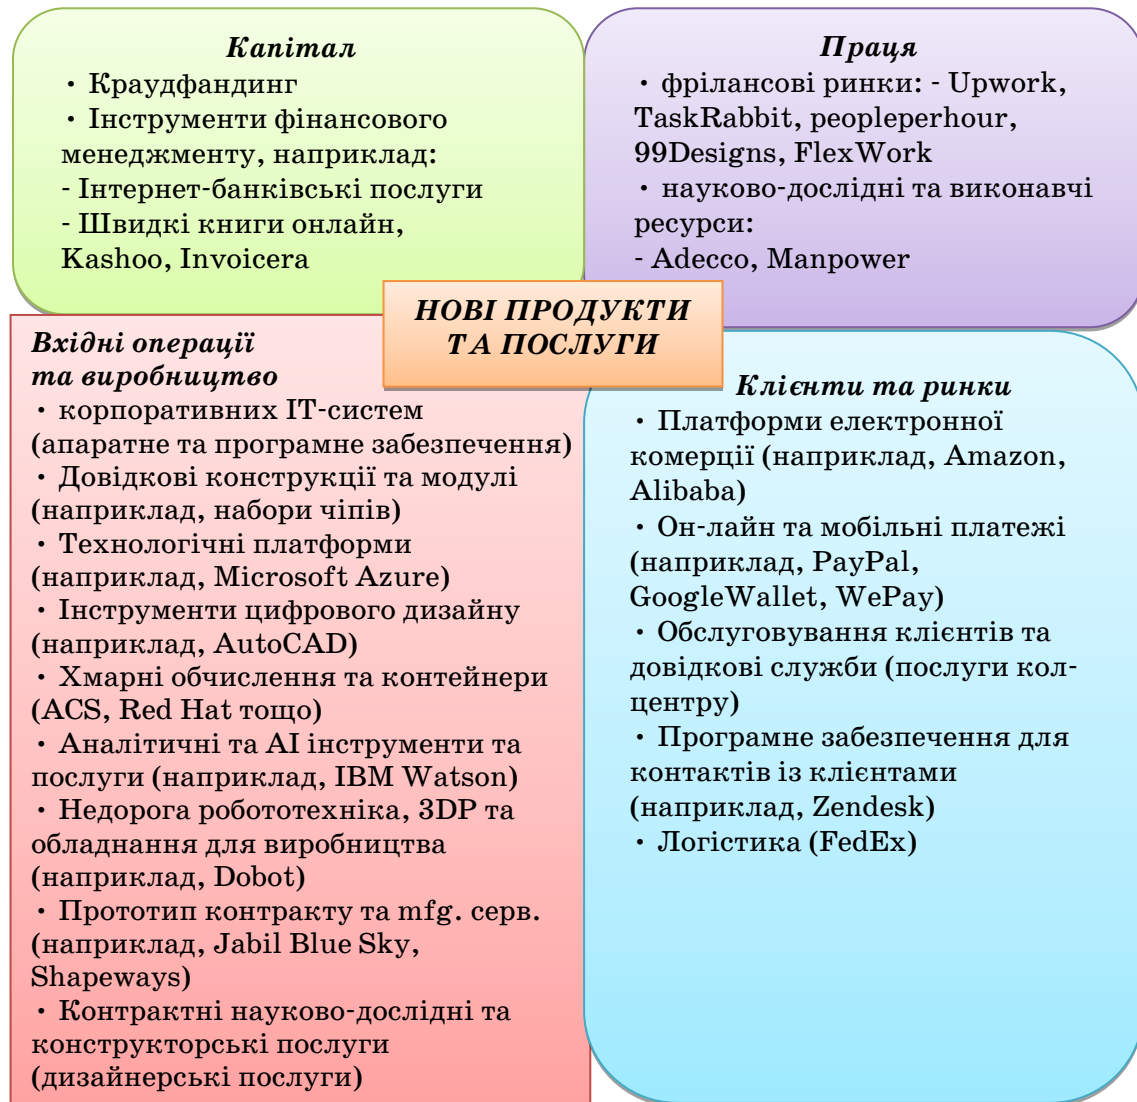 Капітал
• Краудфандинг
• Інструменти фінансового
менеджменту, наприклад:
- Інтернет-банківські послуги
- Швидкі книги онлайн,
Kashoo, Invoicera
Праця
• фрілансові ринки: - Upwork,
TaskRabbit, peopleperhour,
99Designs, FlexWork
• науково-дослідні та виконавчі
ресурси:
- Adecco, Manpower
НОВІ ПРОДУКТИ
ТА ПОСЛУГИ
Вхідні операції
та виробництво
• корпоративних ІТ-систем
(апаратне та програмне забезпечення)
• Довідкові конструкції та модулі
(наприклад, набори чіпів)
• Технологічні платформи
(наприклад, Microsoft Azure)
• Інструменти цифрового дизайну
(наприклад, AutoCAD)
• Хмарні обчислення та контейнери
(ACS, Red Hat тощо)
• Аналітичні та AI інструменти та
послуги (наприклад, IBM Watson)
• Недорога робототехніка, 3DP та
обладнання для виробництва
(наприклад, Dobot)
• Прототип контракту та mfg. серв.
(наприклад, Jabil Blue Sky,
Shapeways)
• Контрактні науково-дослідні та
конструкторські послуги
(дизайнерські послуги)
Клієнти та ринки
• Платформи електронної
комерції (наприклад, Amazon,
Alibaba)
• Он-лайн та мобільні платежі
(наприклад, PayPal,
GoogleWallet, WePay)
• Обслуговування клієнтів та
довідкові служби (послуги кол-
центру)
• Програмне забезпечення для
контактів із клієнтами
(наприклад, Zendesk)
• Логістика (FedEx)